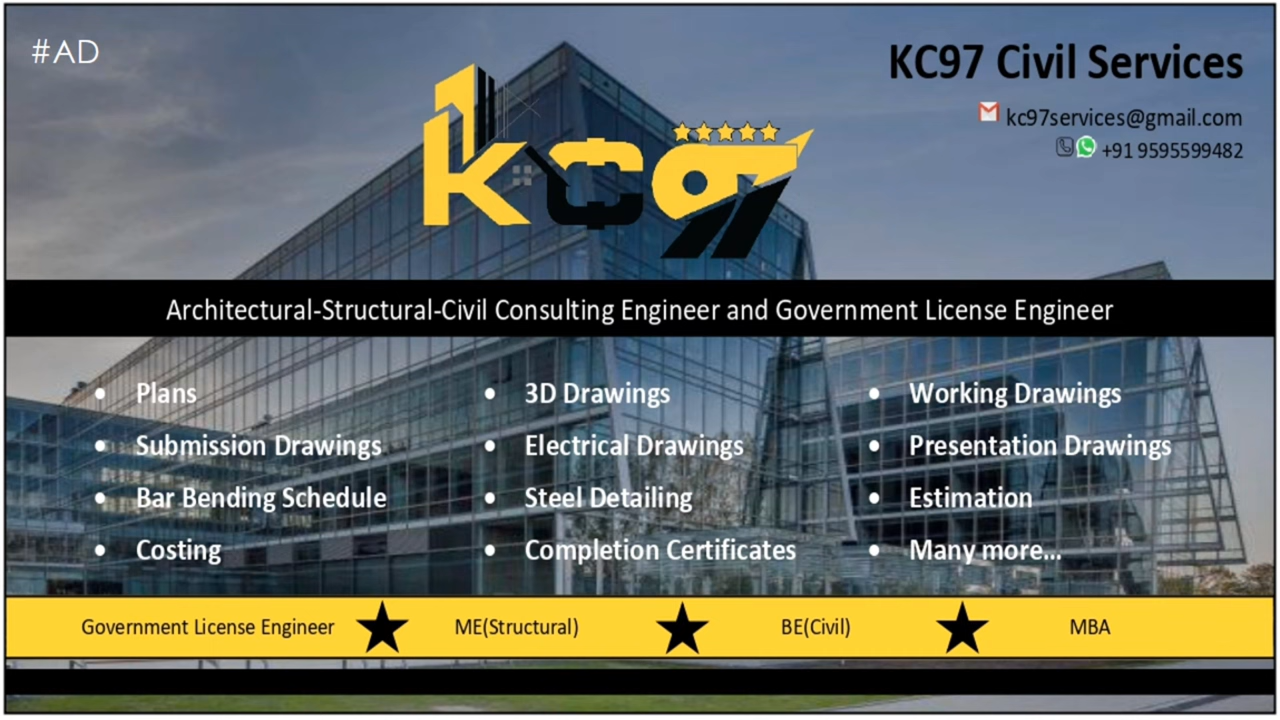 #AD
KC97 Civil Services
kc97services@gmail.com
+91 9595599482
kc97
Architectural-Structural-Civil Consulting Engineer and Government License Engineer
• Plans
• 3D Drawings
• Working Drawings
• Submission Drawings
• Electrical Drawings
• Presentation Drawings
• Bar Bending Schedule
• Steel Detailing
• Estimation
• Costing
• Completion Certificates
• Many more...
Government License Engineer ★ ME(Structural) ★ BE(Civil) ★ MBA